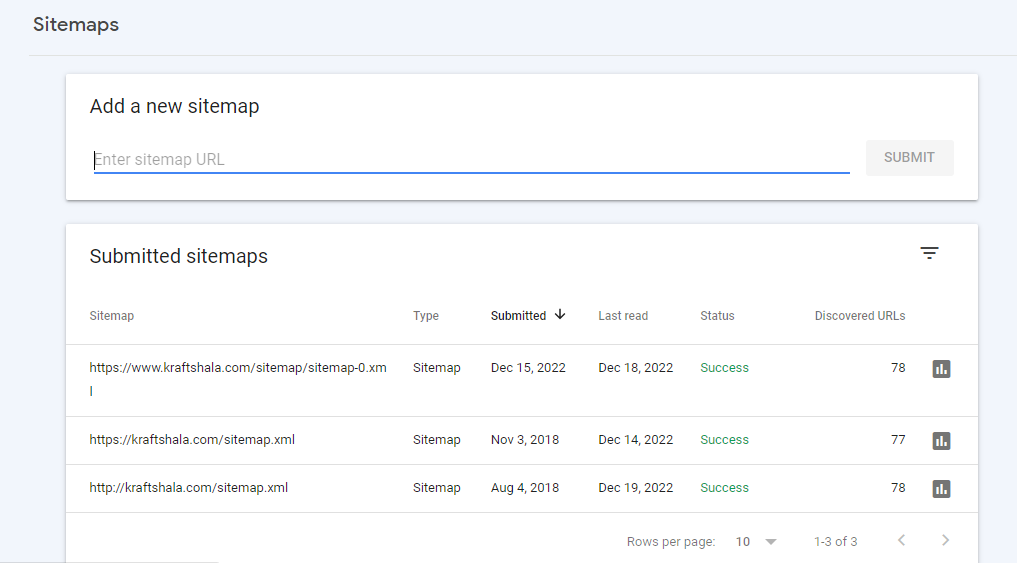 Sitemaps
Add a new sitemap
Enter sitemap URL
SUBMIT
Submitted sitemaps
Sitemap Type Submitted Last read Status Discovered URLs
https://www.kraftshala.com/sitemap/sitemap-0.xm Sitemap Dec 15, 2022 Dec 18, 2022 Success 78
l
https://kraftshala.com/sitemap.xml Sitemap Nov 3, 2018 Dec 14, 2022 Success 77
http://kraftshala.com/sitemap.xml Sitemap Aug 4, 2018 Dec 19, 2022 Success 78
Rows per page: 10 1-3 of 3